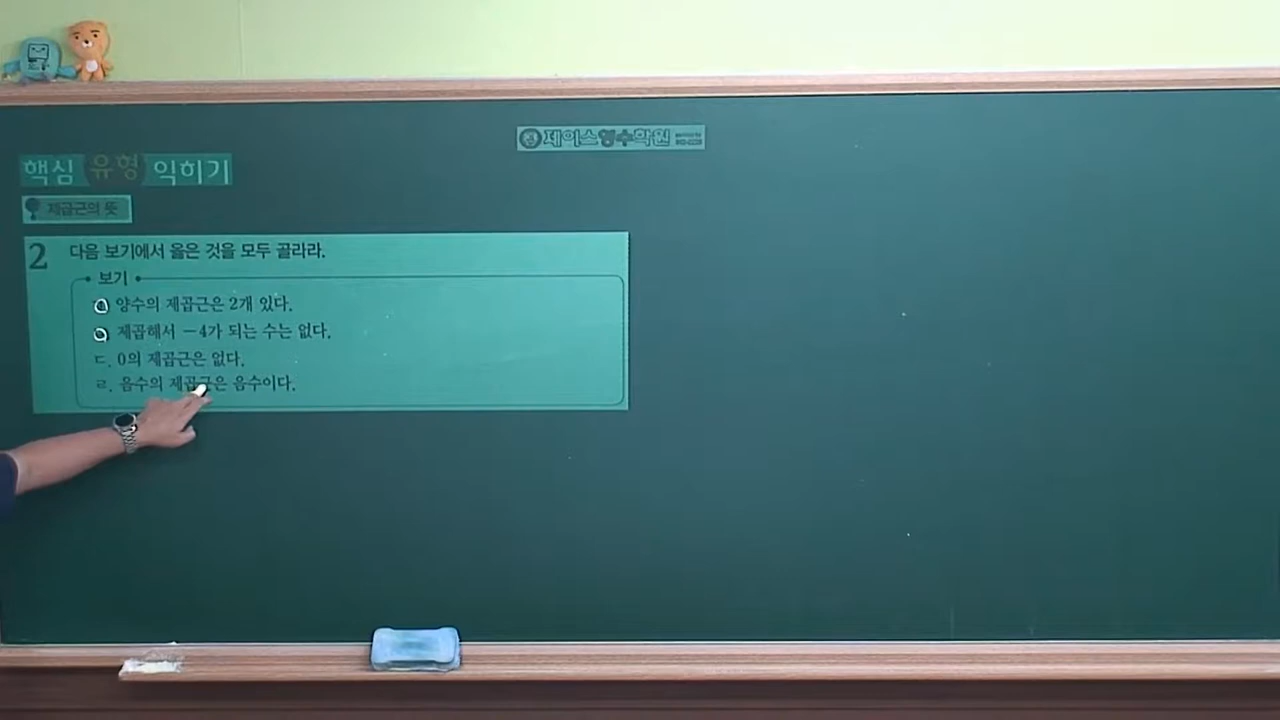 제이스영수학원
핵심 유형 익히기
제곱근의 뜻
2 다음 보기에서 옳은 것을 모두 골라라.
보기
ㄱ. 양수의 제곱근은 2개 있다.
ㄴ. 제곱해서 -4가 되는 수는 없다.
ㄷ. 0의 제곱근은 없다.
ㄹ. 음수의 제곱근은 음수이다.